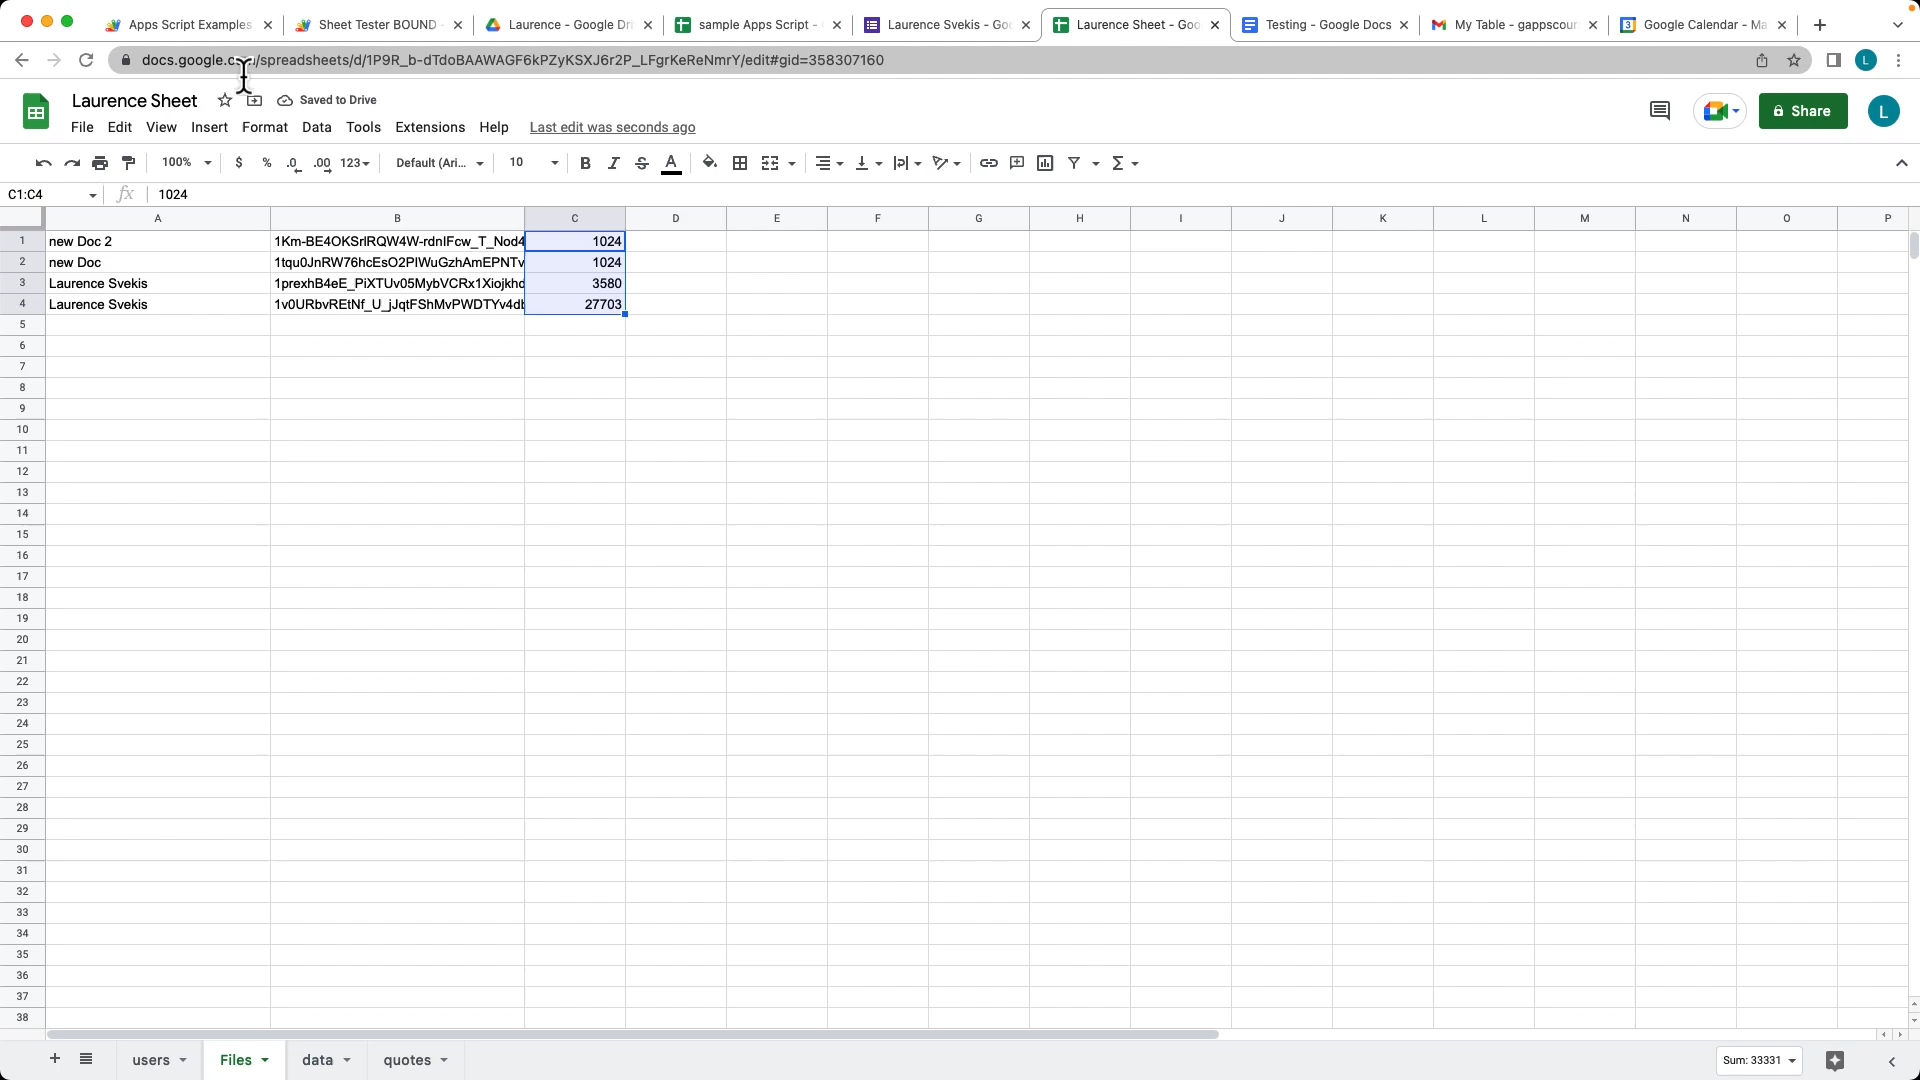 Apps Script Examples
Sheet Tester BOUND -
Laurence - Google Dri
sample Apps Script -
Laurence Svekis - Goo
Laurence Sheet - Goo
Testing - Google Docs
My Table - gappscour
Google Calendar - Ma
docs.google.c /spreadsheets/d/1P9R_b-dTdoBAAWAGF6kPZyKSXJ6r2P_LFgrKeReNmrY/edit#gid=358307160
L
Laurence Sheet
Saved to Drive
File Edit View Insert Format Data Tools Extensions Help Last edit was seconds ago
Share
L
100% $ % .0 .00 123 Default (Ari... 10 B I S A Σ
C1:C4 fx 1024
A B C D E F G H I J K L M N O P
1 new Doc 2 1Km-BE4OKSrlRQW4W-rdnlFcw_T_Nod4 1024
2 new Doc 1tqu0JnRW76hcEsO2PIWuGzhAmEPNTv 1024
3 Laurence Svekis 1prexhB4eE_PiXTUv05MybVCRx1Xiojkhd 3580
4 Laurence Svekis 1v0URbvREtNf_U_jJqtFShMvPWDTYv4db 27703
5
6
7
8
9
10
11
12
13
14
15
16
17
18
19
20
21
22
23
24
25
26
27
28
29
30
31
32
33
34
35
36
37
38
+ users Files data quotes
Sum: 33331